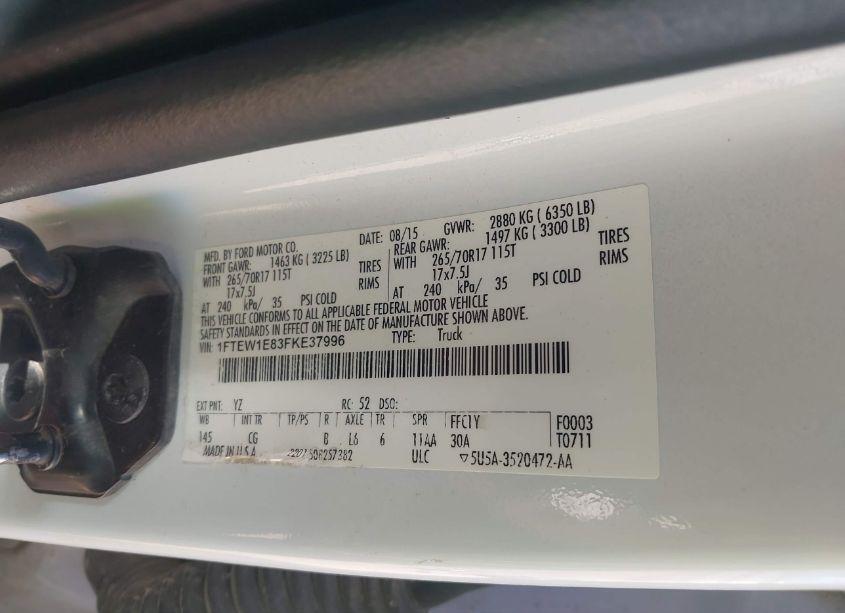 MFD. BY FORD MOTOR CO. DATE: 08/15 GVWR: 2880 KG ( 6350 LB)
FRONT GAWR: 1463 KG ( 3225 LB) REAR GAWR: 1497 KG ( 3300 LB)
WITH 265/70R17 115T TIRES WITH 265/70R17 115T TIRES
17x7.5J RIMS 17x7.5J RIMS
AT 240 kPa/ 35 PSI COLD AT 240 kPa/ 35 PSI COLD
THIS VEHICLE CONFORMS TO ALL APPLICABLE FEDERAL MOTOR VEHICLE
SAFETY STANDARDS IN EFFECT ON THE DATE OF MANUFACTURE SHOWN ABOVE.
VIN: 1FTEW1E83FKE37996 TYPE: Truck
EXT PNT: YZ RC: 52 DSO:
WB INT TR TP/PS R AXLE TR SPR FFC1Y F0003
145 CG B L6 6 11AA 30A T0711
MADE IN U.S.A ULC ▽5U5A-3520472-AA